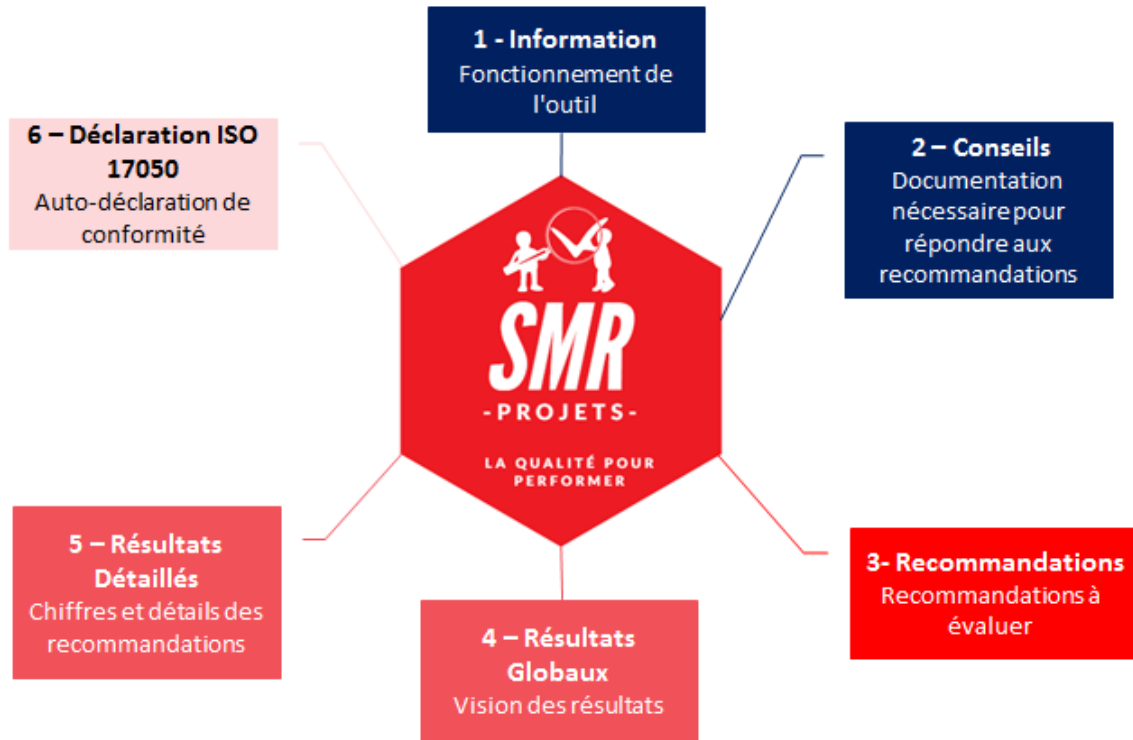 1 - Information
Fonctionnement de
l'outil
2 – Conseils
Documentation
nécessaire pour
répondre aux
recommandations
3- Recommandations
Recommandations à
évaluer
4 – Résultats
Globaux
Vision des résultats
5 – Résultats
Détaillés
Chiffres et détails des
recommandations
6 – Déclaration ISO
17050
Auto-déclaration de
conformité
SMR
-PROJETS-
LA QUALITÉ POUR
PERFORMER